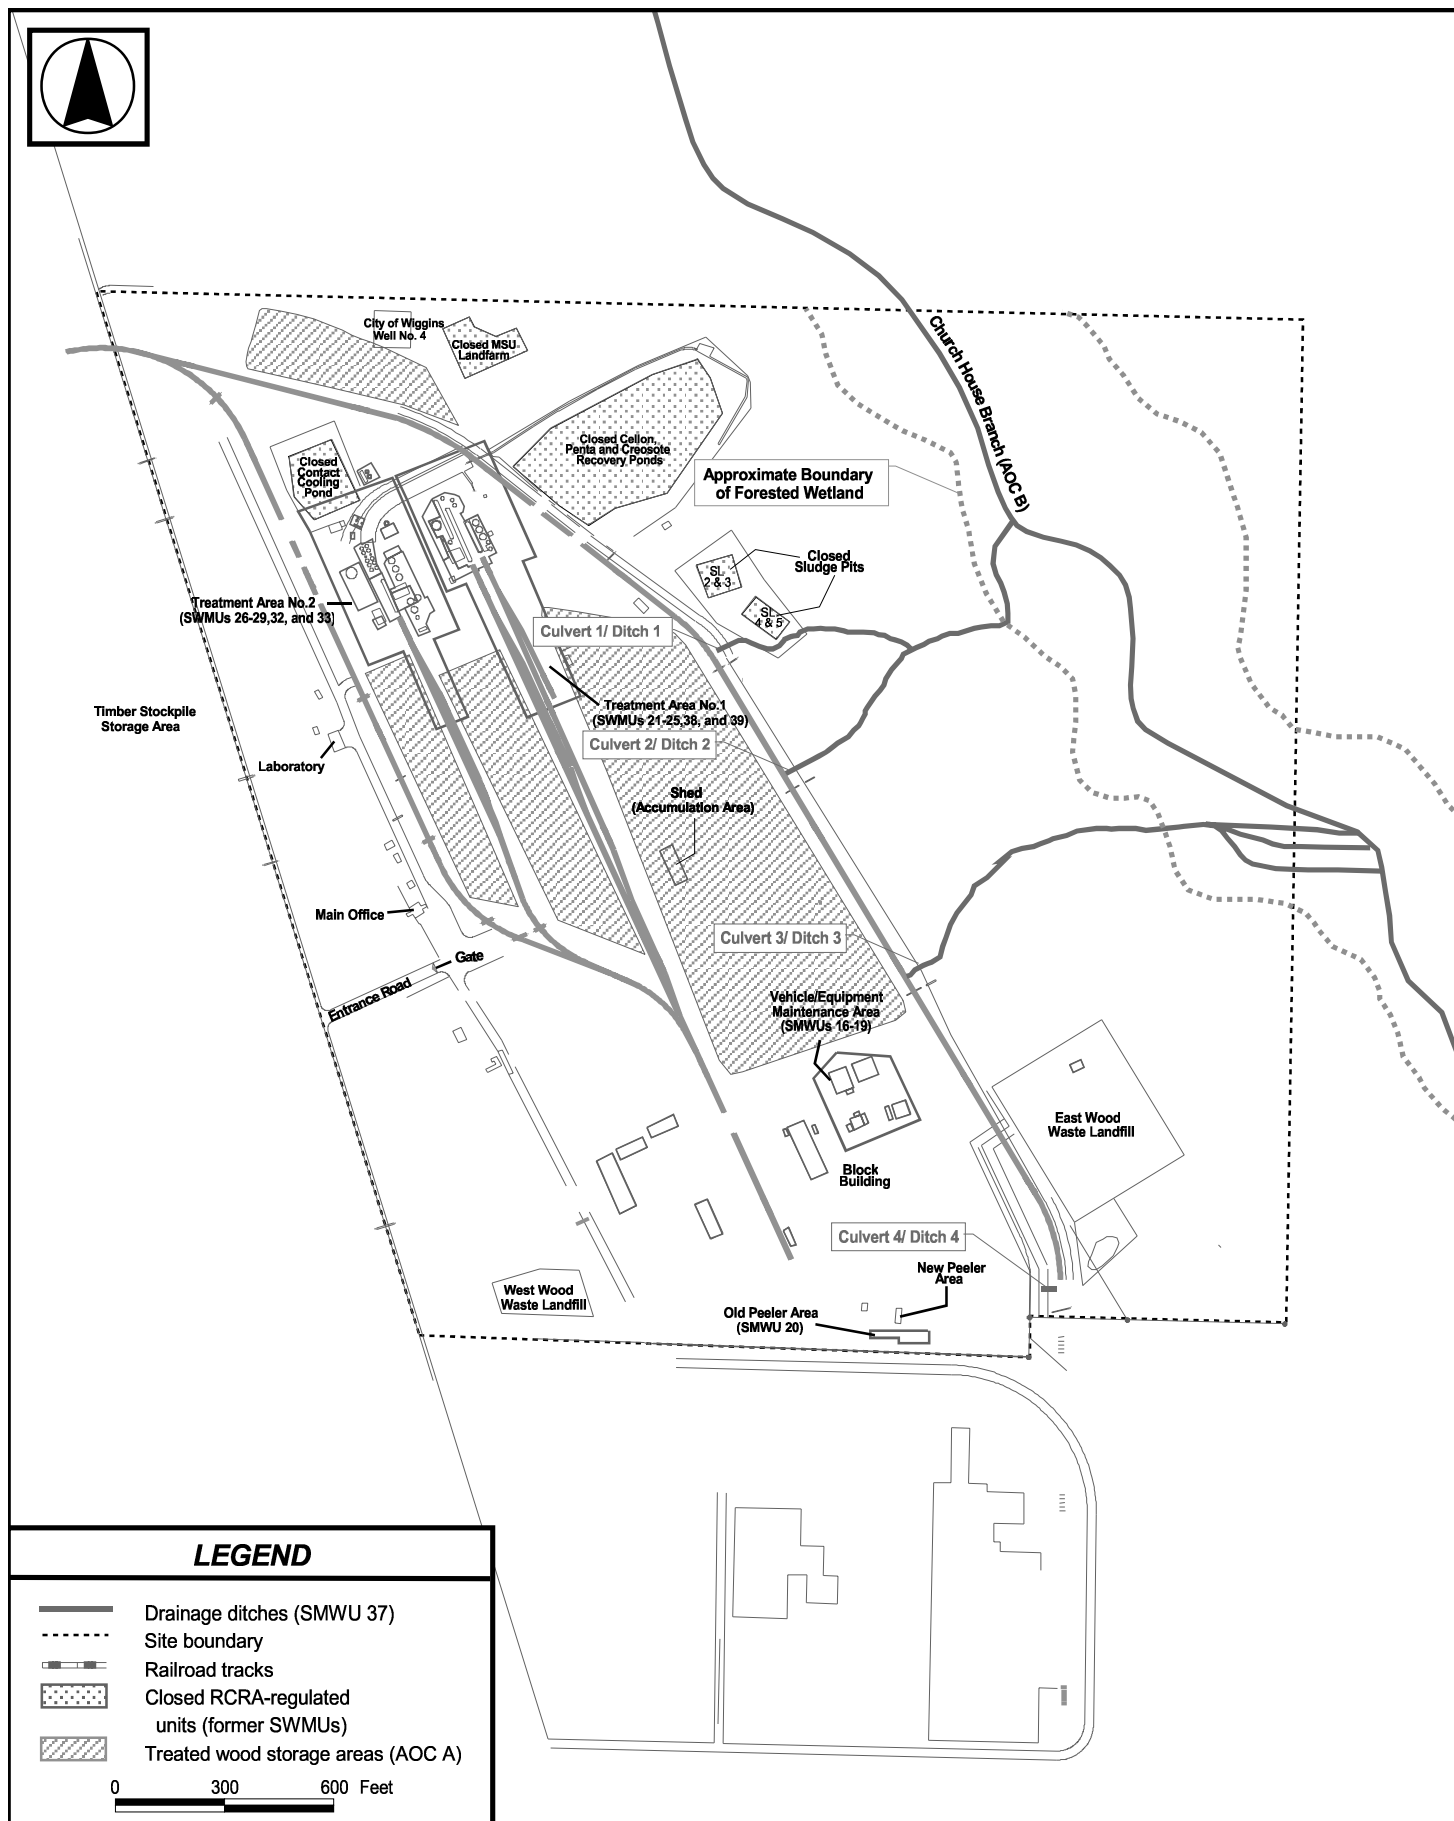 City of Wiggins
Well No. 4
Closed MSU
Landfarm
Church House Branch (AOC B)
Closed Cellon,
Penta and Creosote
Recovery Ponds
Closed
Contact
Cooling
Pond
Approximate Boundary
of Forested Wetland
Closed
Sludge Pits
SL
2 & 3
SL
4 & 5
Treatment Area No.2
(SWMUs 26-29,32, and 33)
Culvert 1/ Ditch 1
Treatment Area No.1
(SWMUs 21-25,38, and 39)
Timber Stockpile
Storage Area
Culvert 2/ Ditch 2
Laboratory
Shed
(Accumulation Area)
Main Office
Culvert 3/ Ditch 3
Gate
Entrance Road
Vehicle/Equipment
Maintenance Area
(SMWUs 16-19)
East Wood
Waste Landfill
Block
Building
Culvert 4/ Ditch 4
New Peeler
Area
West Wood
Waste Landfill
Old Peeler Area
(SMWU 20)
LEGEND
Drainage ditches (SMWU 37)
Site boundary
Railroad tracks
Closed RCRA-regulated
units (former SWMUs)
Treated wood storage areas (AOC A)
0 300 600 Feet